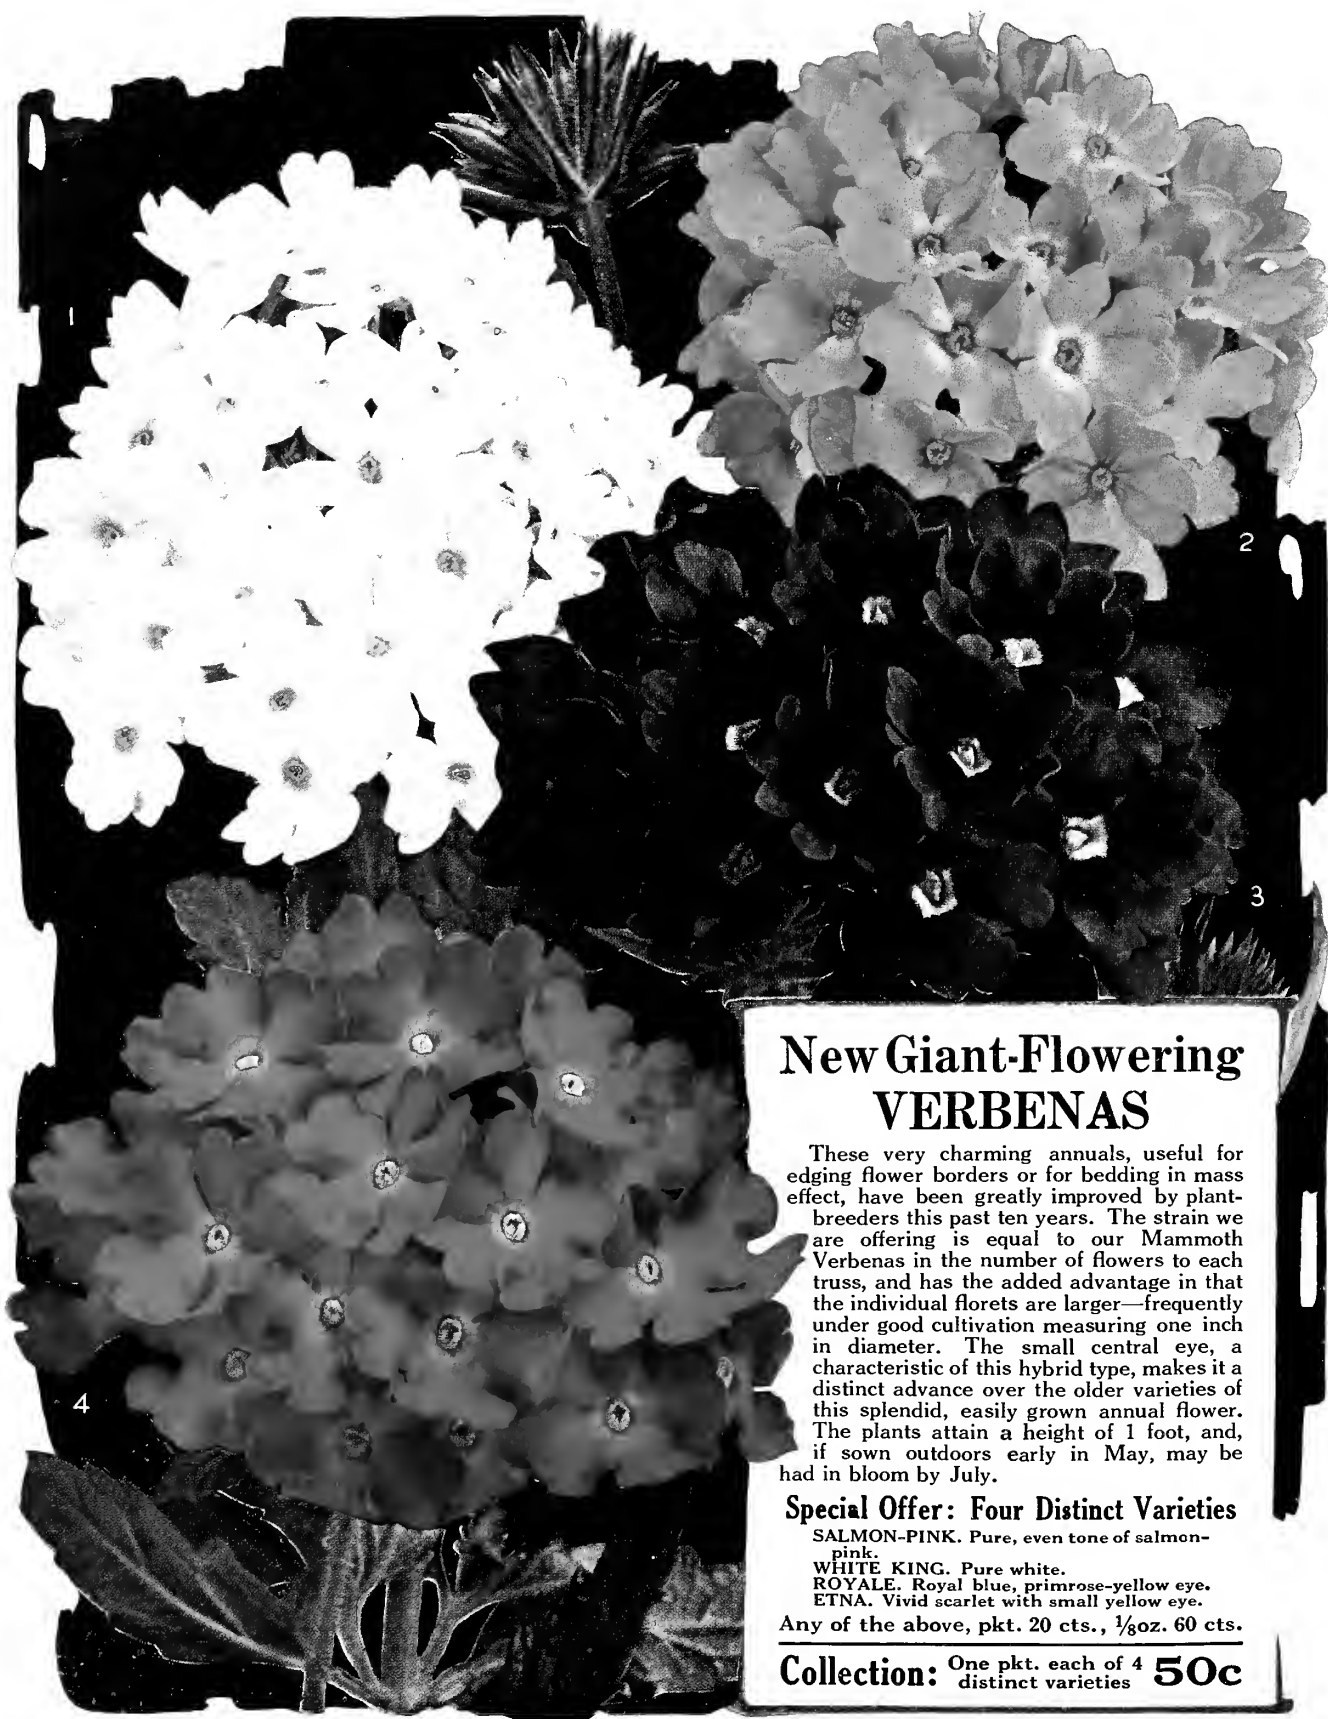 1
2
3
4
New Giant-Flowering
VERBENAS
These very charming annuals, useful for
edging flower borders or for bedding in mass
effect, have been greatly improved by plant-
breeders this past ten years. The strain we
are offering is equal to our Mammoth
Verbenas in the number of flowers to each
truss, and has the added advantage in that
the individual florets are larger—frequently
under good cultivation measuring one inch
in diameter. The small central eye, a
characteristic of this hybrid type, makes it a
distinct advance over the older varieties of
this splendid, easily grown annual flower.
The plants attain a height of 1 foot, and,
if sown outdoors early in May, may be
had in bloom by July.
Special Offer: Four Distinct Varieties
SALMON-PINK. Pure, even tone of salmon-
pink.
WHITE KING. Pure white.
ROYALE. Royal blue, primrose-yellow eye.
ETNA. Vivid scarlet with small yellow eye.
Any of the above, pkt. 20 cts., ⅛oz. 60 cts.
Collection: One pkt. each of 4 distinct varieties 50c